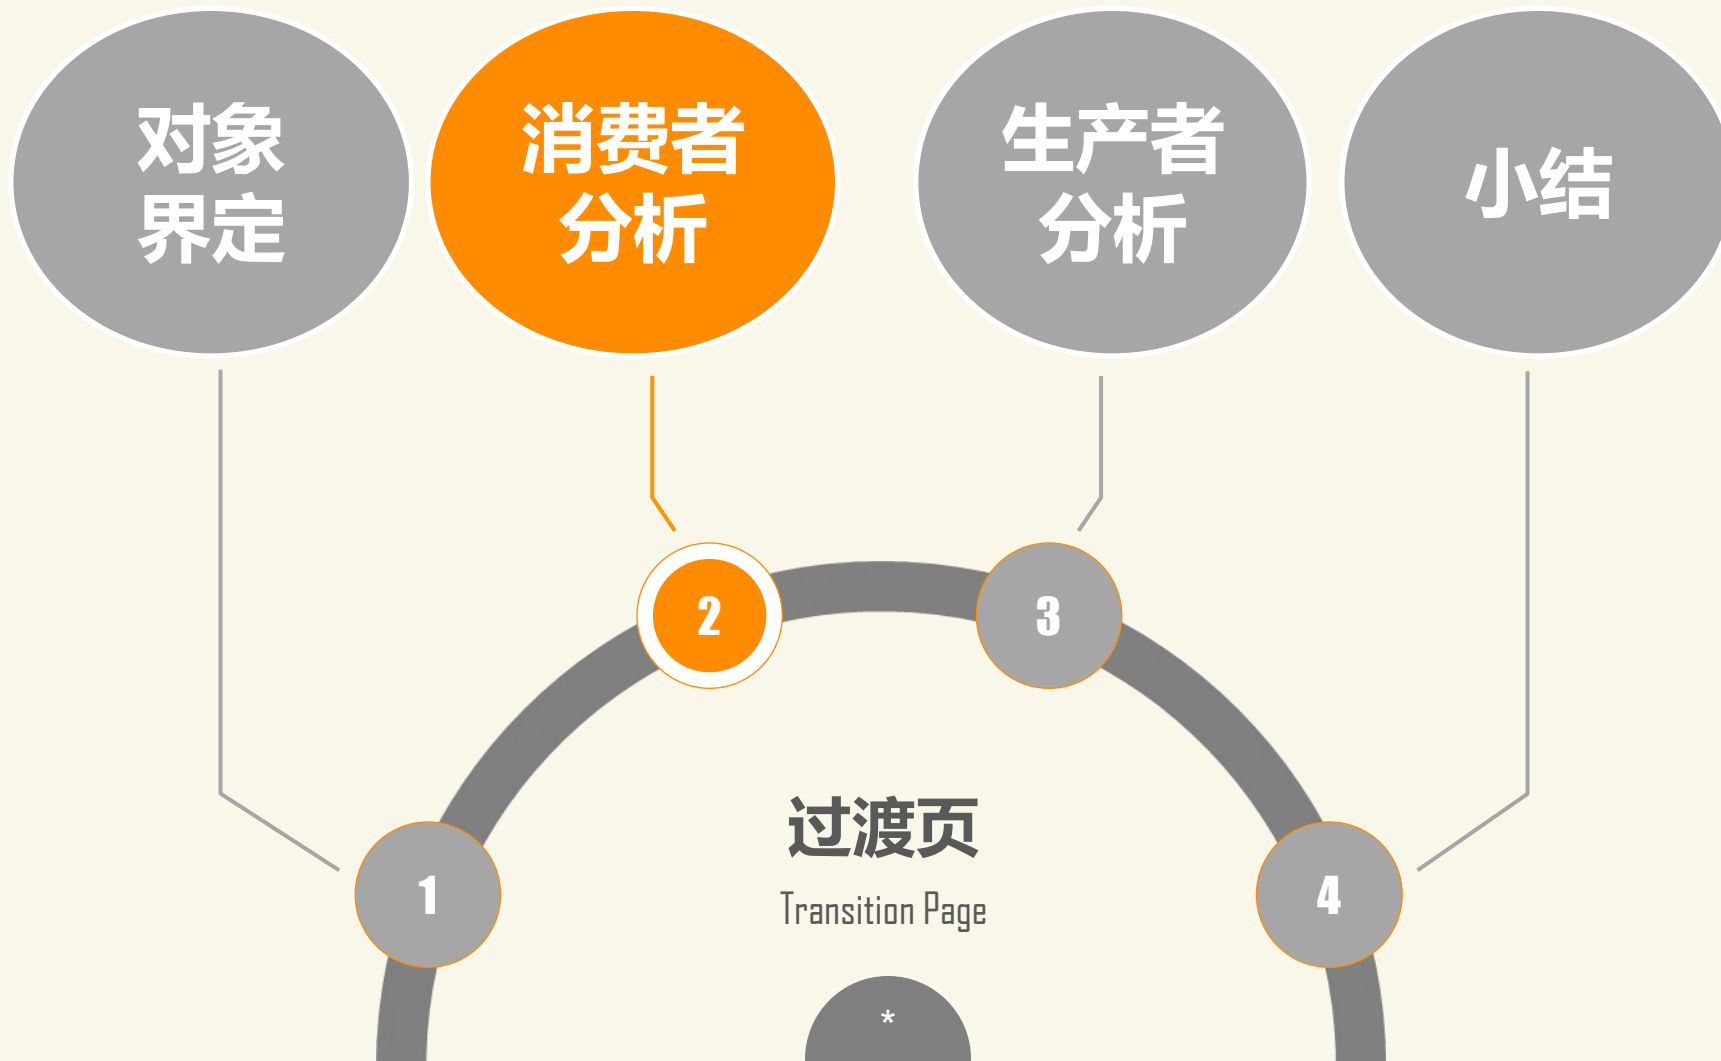 对象
界定
消费者
分析
生产者
分析
小结
2
3
1
4
过渡页
Transition Page
*